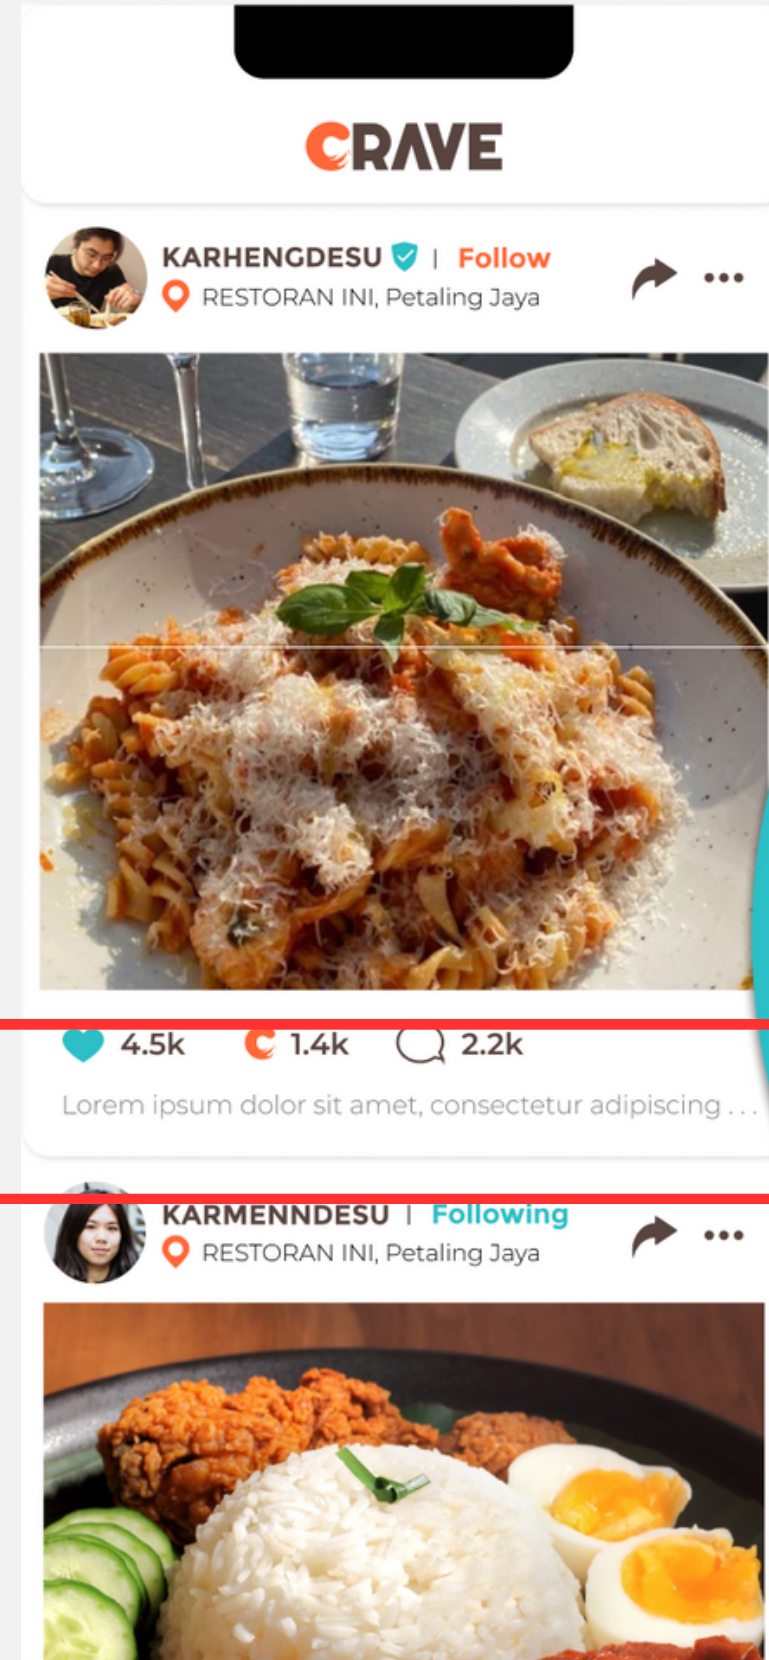 CRAVE
KARHENGDESU | Follow
RESTORAN INI, Petaling Jaya
4.5k 1.4k 2.2k
Lorem ipsum dolor sit amet, consectetur adipiscing . . .
KARMENNDESU | Following
RESTORAN INI, Petaling Jaya